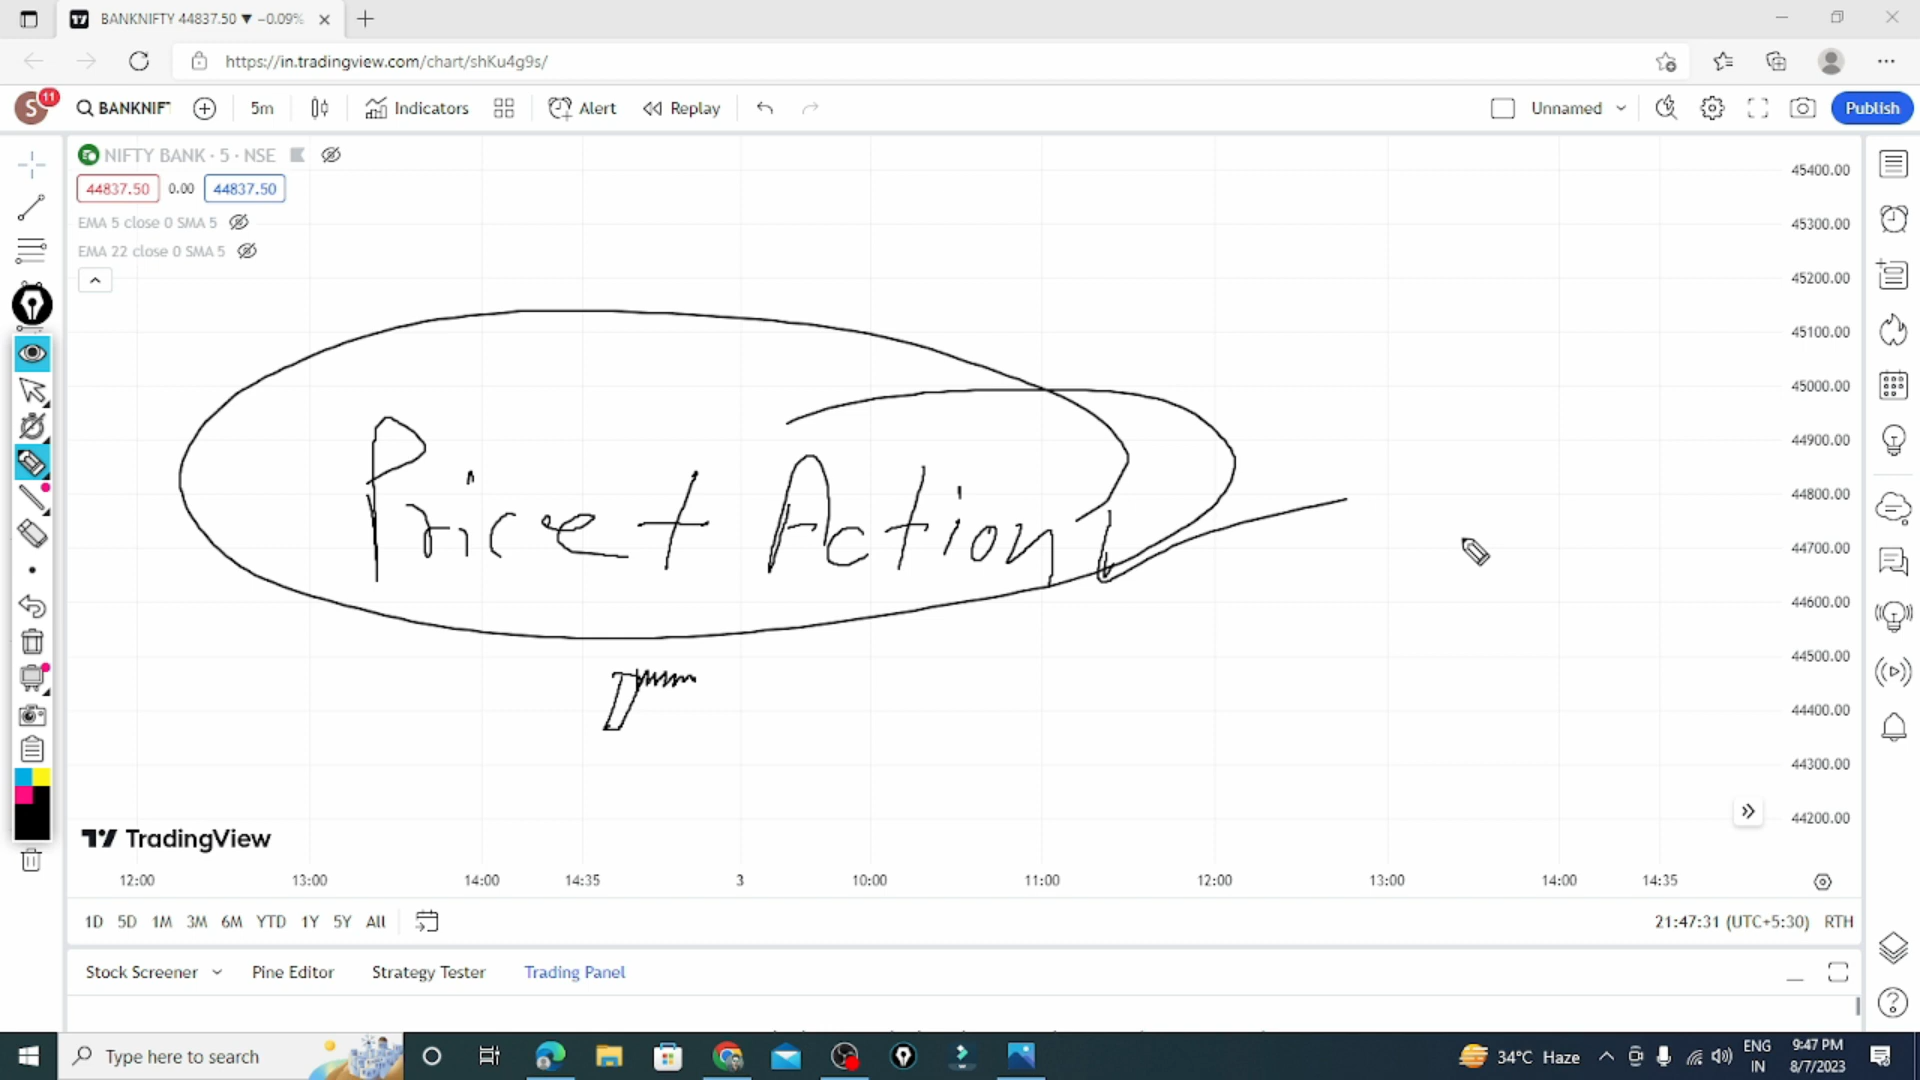 BANKNIFTY 44837.50 ▼ −0.09%
https://in.tradingview.com/chart/shKu4g9s/
S 11 BANKNIF 5m Indicators Alert Replay Unnamed Publish
NIFTY BANK · 5 · NSE
44837.50 0.00 44837.50
EMA 5 close 0 SMA 5
EMA 22 close 0 SMA 5
45400.00
45300.00
45200.00
45100.00
45000.00
44900.00
44800.00
44700.00
44600.00
44500.00
44400.00
44300.00
44200.00
Price + Action
TradingView
12:00 13:00 14:00 14:35 3 10:00 11:00 12:00 13:00 14:00 14:35
1D 5D 1M 3M 6M YTD 1Y 5Y All 21:47:31 (UTC+5:30) RTH
Stock Screener Pine Editor Strategy Tester Trading Panel
Type here to search 34°C Haze ENG IN 9:47 PM 8/7/2023